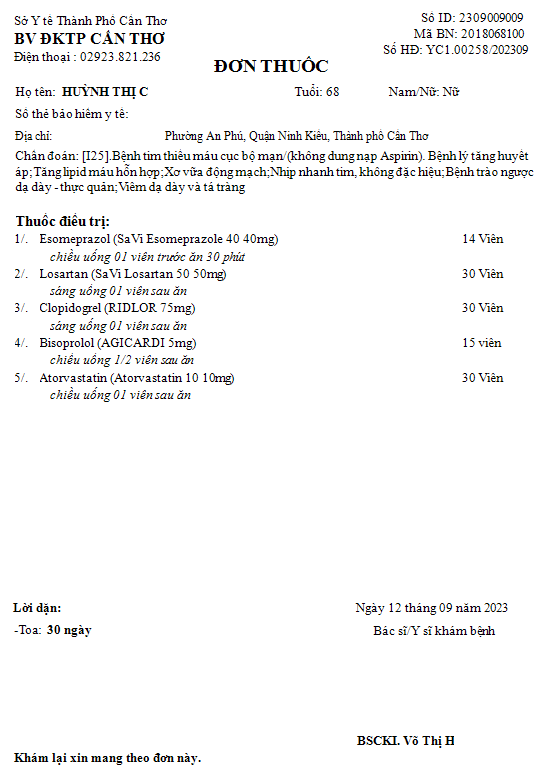 Sở Y tế Thành Phố Cần Thơ
BV ĐKTP CẦN THƠ
Điện thoại : 02923.821.236
Số ID: 2309009009
Mã BN: 2018068100
Số HĐ: YC1.00258/202309
ĐƠN THUỐC
Họ tên: HUỲNH THỊ C Tuổi: 68 Nam/Nữ: Nữ
Số thẻ bảo hiểm y tế:
Địa chỉ: Phường An Phú, Quận Ninh Kiều, Thành phố Cần Thơ
Chẩn đoán: [I25].Bệnh tim thiếu máu cục bộ mạn/(không dung nạp Aspirin). Bệnh lý tăng huyết
áp;Tăng lipid máu hỗn hợp;Xơ vữa động mạch;Nhịp nhanh tim, không đặc hiệu;Bệnh trào ngược
dạ dày - thực quản;Viêm dạ dày và tá tràng
Thuốc điều trị:
1/. Esomeprazol (SaVi Esomeprazole 40 40mg) 14 Viên
chiều uống 01 viên trước ăn 30 phút
2/. Losartan (SaVi Losartan 50 50mg) 30 Viên
sáng uống 01 viên sau ăn
3/. Clopidogrel (RIDLOR 75mg) 30 Viên
sáng uống 01 viên sau ăn
4/. Bisoprolol (AGICARDI 5mg) 15 viên
chiều uống 1/2 viên sau ăn
5/. Atorvastatin (Atorvastatin 10 10mg) 30 Viên
chiều uống 01 viên sau ăn
Lời dặn:
-Toa: 30 ngày
Ngày 12 tháng 09 năm 2023
Bác sĩ/Y sĩ khám bệnh
BSCKI. Võ Thị H
Khám lại xin mang theo đơn này.